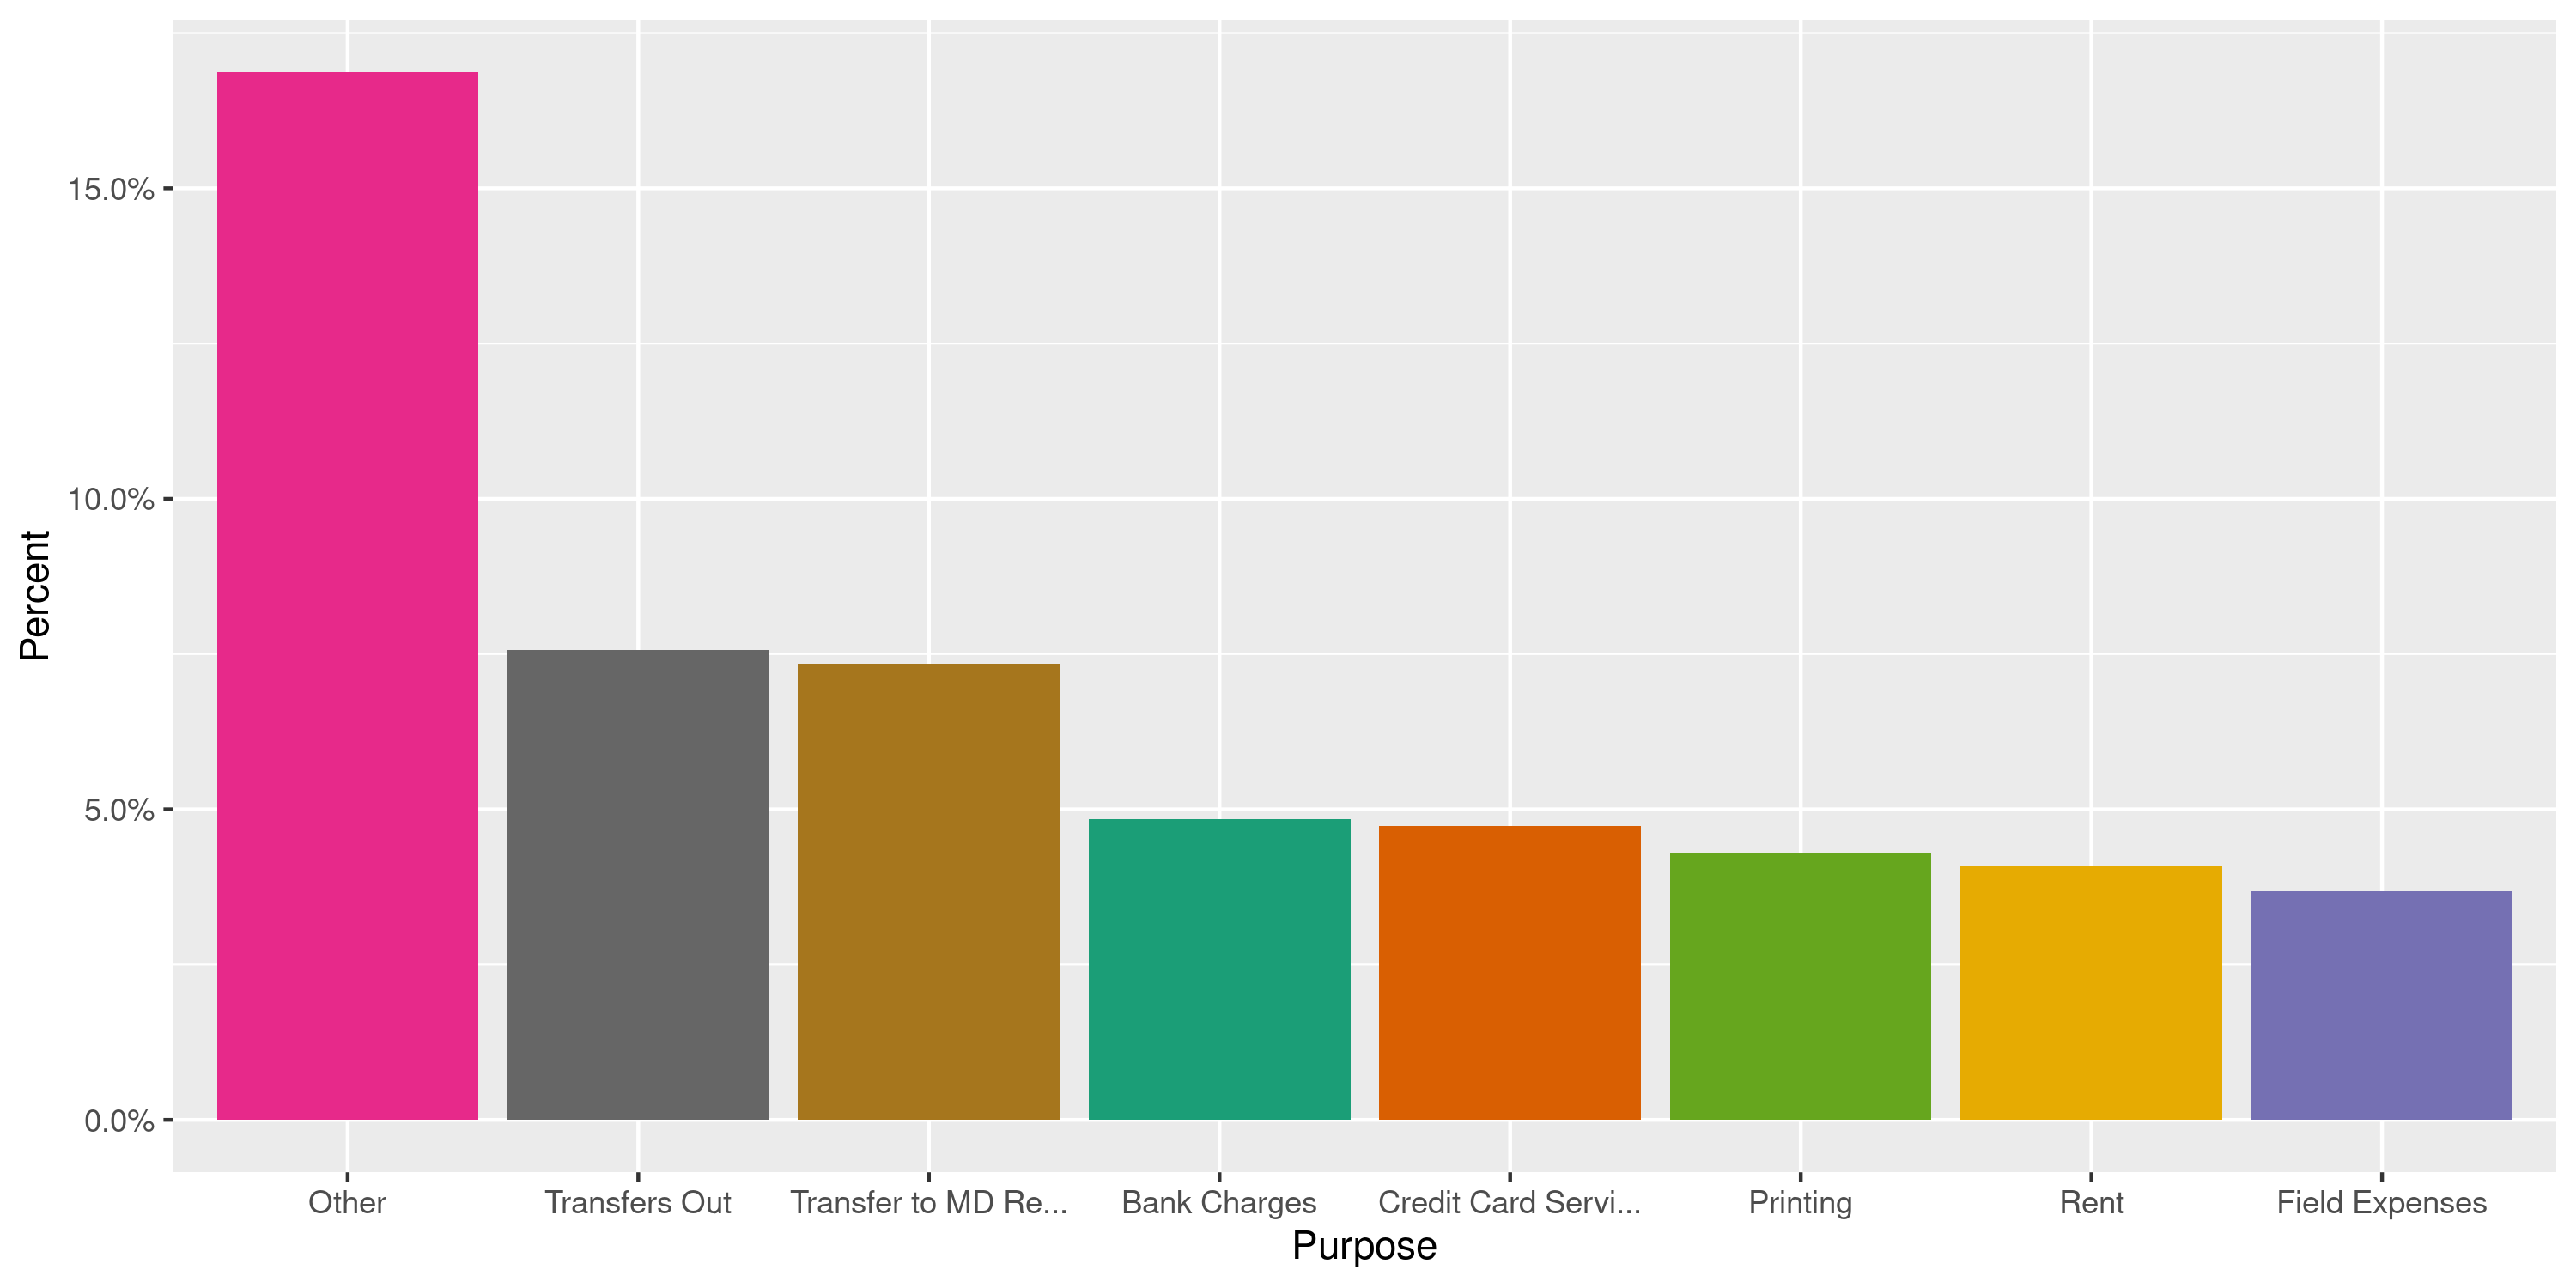 15.0%
10.0%
5.0%
0.0%
Percent
Other
Transfers Out
Transfer to MD Re...
Bank Charges
Credit Card Servi...
Printing
Rent
Field Expenses
Purpose